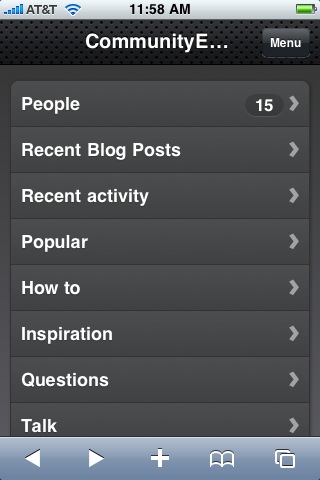 AT&T 11:58 AM
CommunityE...
Menu
People 15
Recent Blog Posts
Recent activity
Popular
How to
Inspiration
Questions
Talk